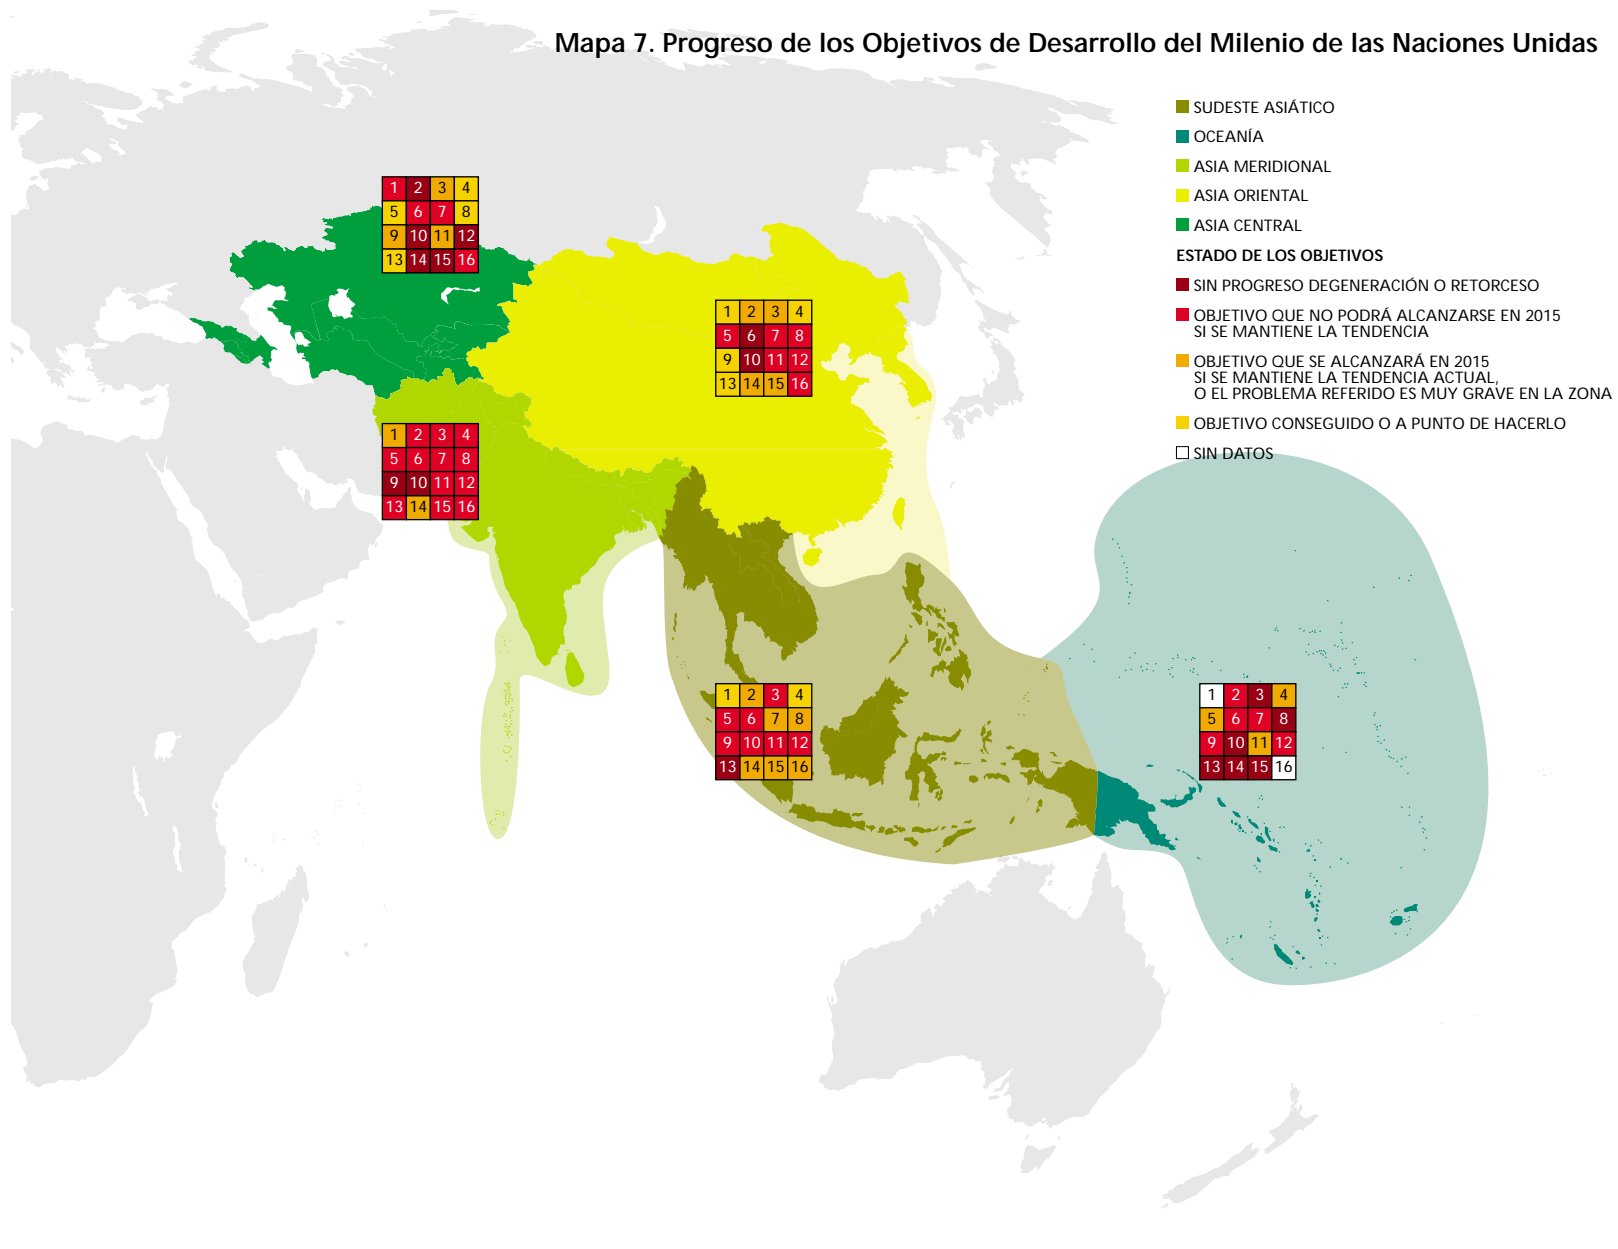 Mapa 7. Progreso de los Objetivos de Desarrollo del Milenio de las Naciones Unidas
SUDESTE ASIÁTICO
OCEANÍA
ASIA MERIDIONAL
ASIA ORIENTAL
ASIA CENTRAL
ESTADO DE LOS OBJETIVOS
SIN PROGRESO DEGENERACIÓN O RETORCESO
OBJETIVO QUE NO PODRÁ ALCANZARSE EN 2015
SI SE MANTIENE LA TENDENCIA
OBJETIVO QUE SE ALCANZARÁ EN 2015
SI SE MANTIENE LA TENDENCIA ACTUAL,
O EL PROBLEMA REFERIDO ES MUY GRAVE EN LA ZONA
OBJETIVO CONSEGUIDO O A PUNTO DE HACERLO
SIN DATOS
1 2 3 4
5 6 7 8
9 10 11 12
13 14 15 16
1 2 3 4
5 6 7 8
9 10 11 12
13 14 15 16
1 2 3 4
5 6 7 8
9 10 11 12
13 14 15 16
1 2 3 4
5 6 7 8
9 10 11 12
13 14 15 16
1 2 3 4
5 6 7 8
9 10 11 12
13 14 15 16